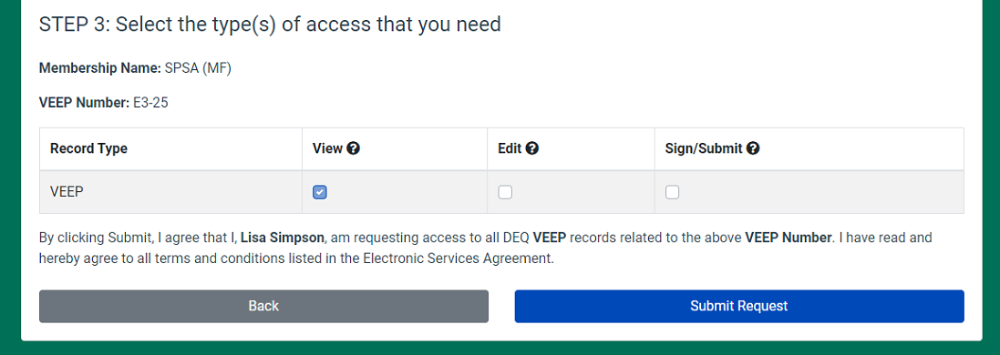 STEP 3: Select the type(s) of access that you need
Membership Name: SPSA (MF)
VEEP Number: E3-25
Record Type View ? Edit ? Sign/Submit ?
VEEP
By clicking Submit, I agree that I, Lisa Simpson, am requesting access to all DEQ VEEP records related to the above VEEP Number. I have read and
hereby agree to all terms and conditions listed in the Electronic Services Agreement.
Back Submit Request